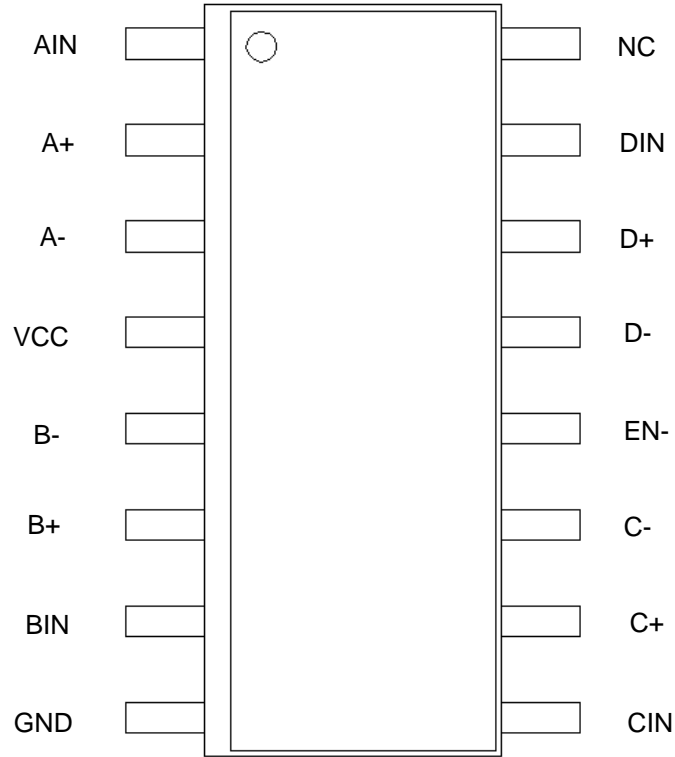 AIN
NC
A+
DIN
A-
D+
VCC
D-
B-
EN-
B+
C-
BIN
C+
GND
CIN